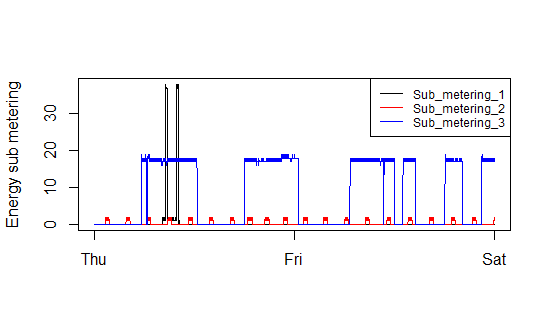 Energy sub metering
30
20
10
0
Sub_metering_1
Sub_metering_2
Sub_metering_3
Thu
Fri
Sat